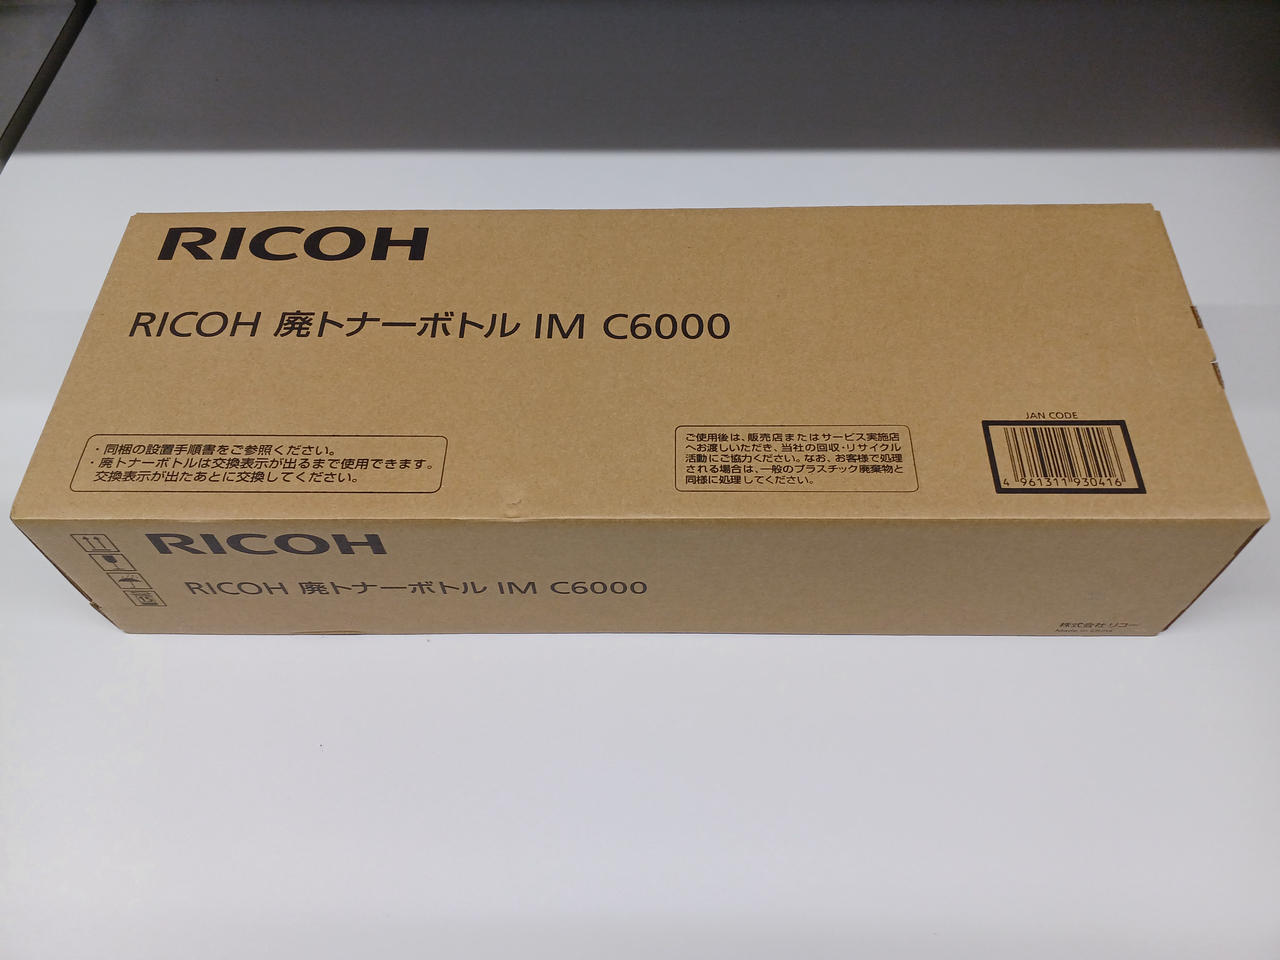 RICOH
RICOH 廃トナーボトル IM C6000
・同梱の設置手順書をご参照ください。
・廃トナーボトルは交換表示が出るまで使用できます。
交換表示が出たあとに交換してください。
ご使用後は、販売店またはサービス実施店
へお渡しいただき、当社の回収・リサイクル
活動にご協力ください。なお、お客様で処理
される場合は、一般のプラスチック廃棄物と
同様に処理してください。
JAN CODE
4 961311 930416
RICOH
RICOH 廃トナーボトル IM C6000
15
株式会社 リコー
Made in China